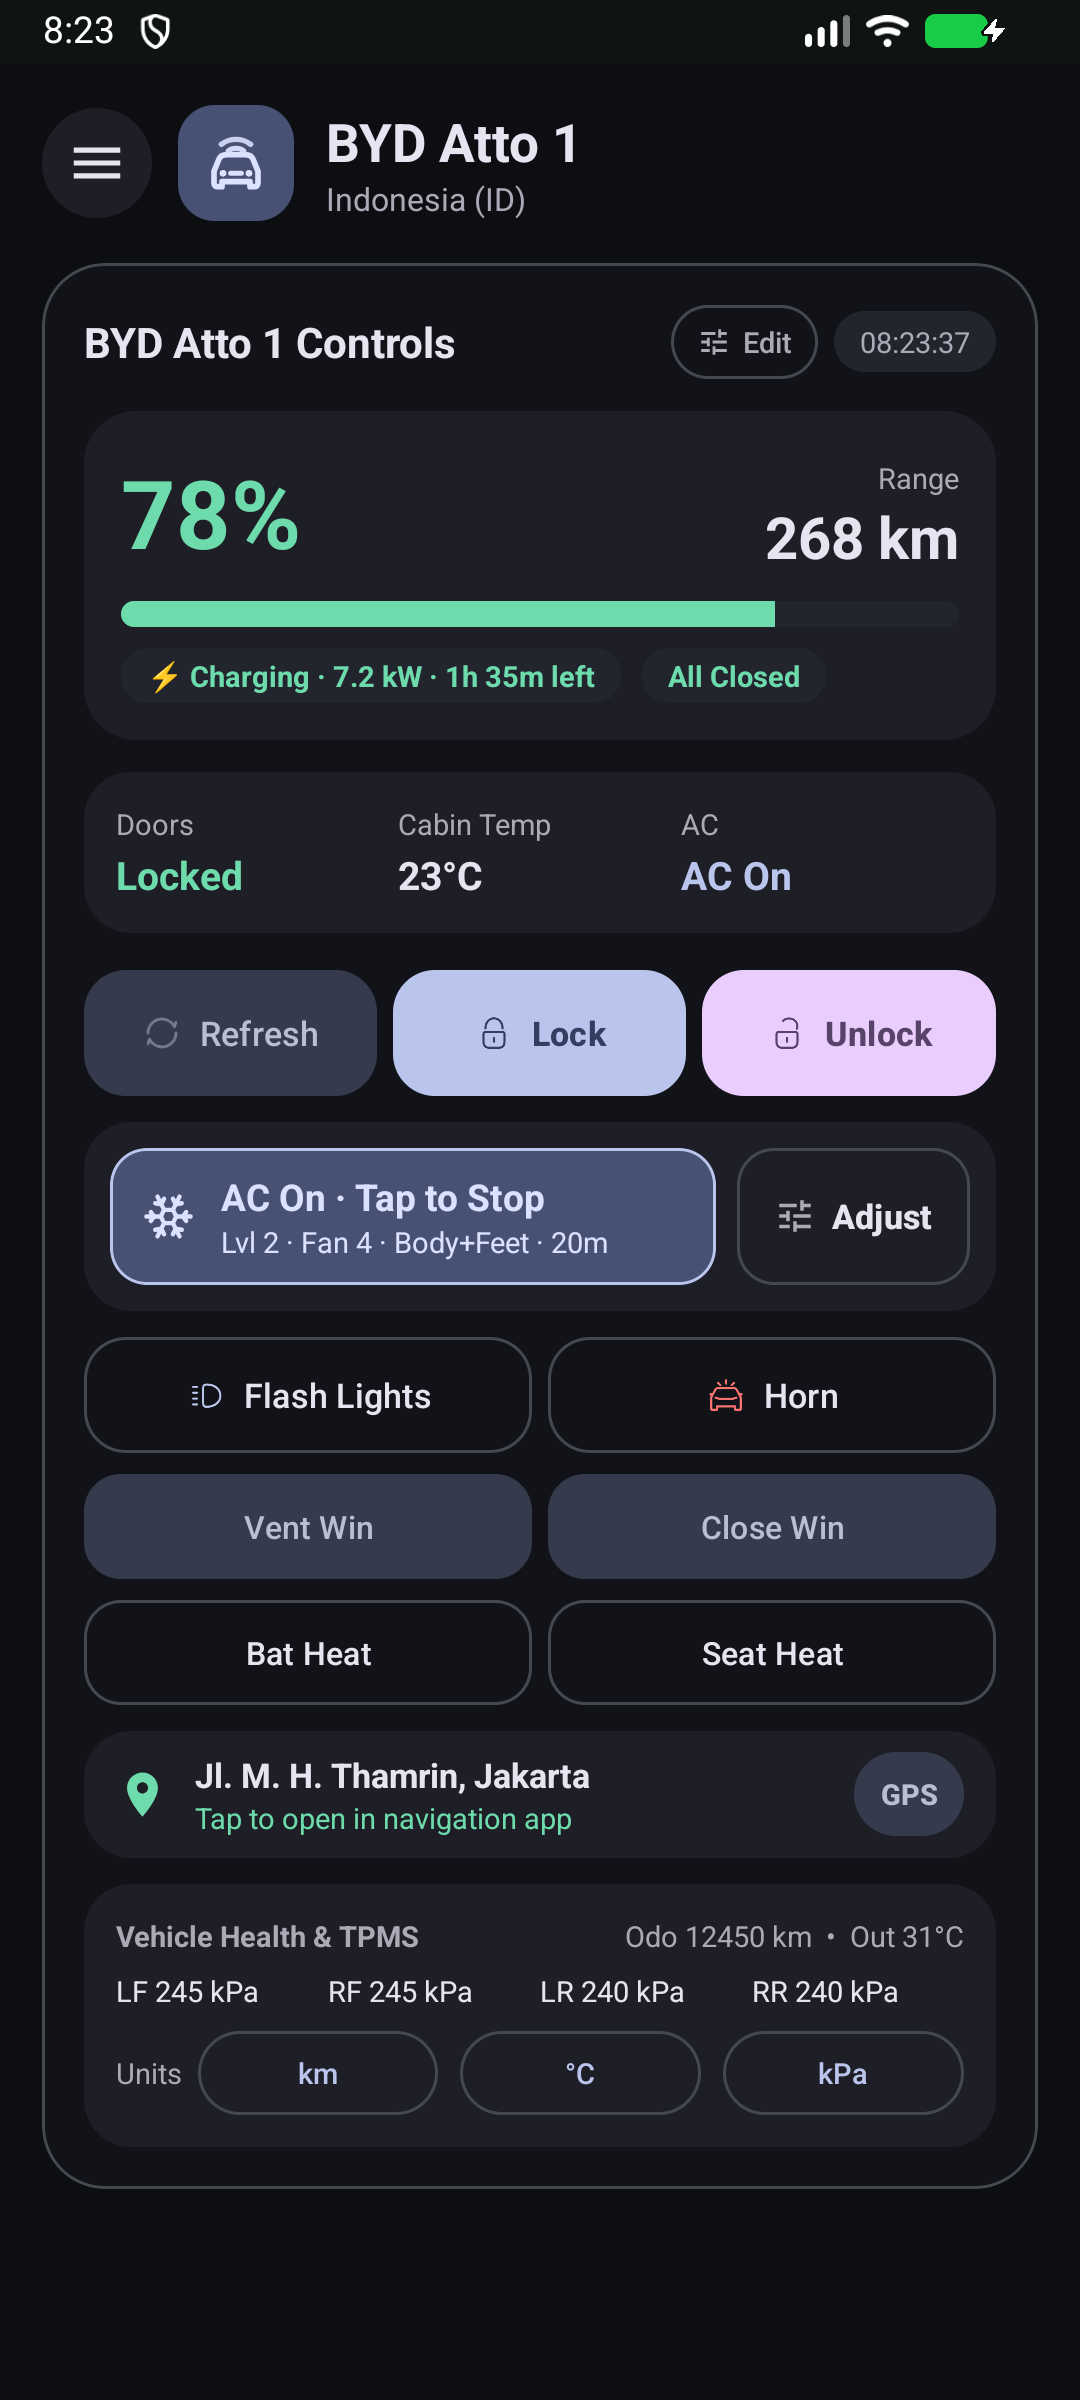 8:23
BYD Atto 1
Indonesia (ID)
BYD Atto 1 Controls
Edit
08:23:37
78%
Range
268 km
⚡ Charging · 7.2 kW · 1h 35m left
All Closed
Doors
Cabin Temp
AC
Locked
23°C
AC On
Refresh
Lock
Unlock
AC On · Tap to Stop
Lvl 2 · Fan 4 · Body+Feet · 20m
Adjust
Flash Lights
Horn
Vent Win
Close Win
Bat Heat
Seat Heat
Jl. M. H. Thamrin, Jakarta
Tap to open in navigation app
GPS
Vehicle Health & TPMS
Odo 12450 km • Out 31°C
LF 245 kPa
RF 245 kPa
LR 240 kPa
RR 240 kPa
Units
km
°C
kPa